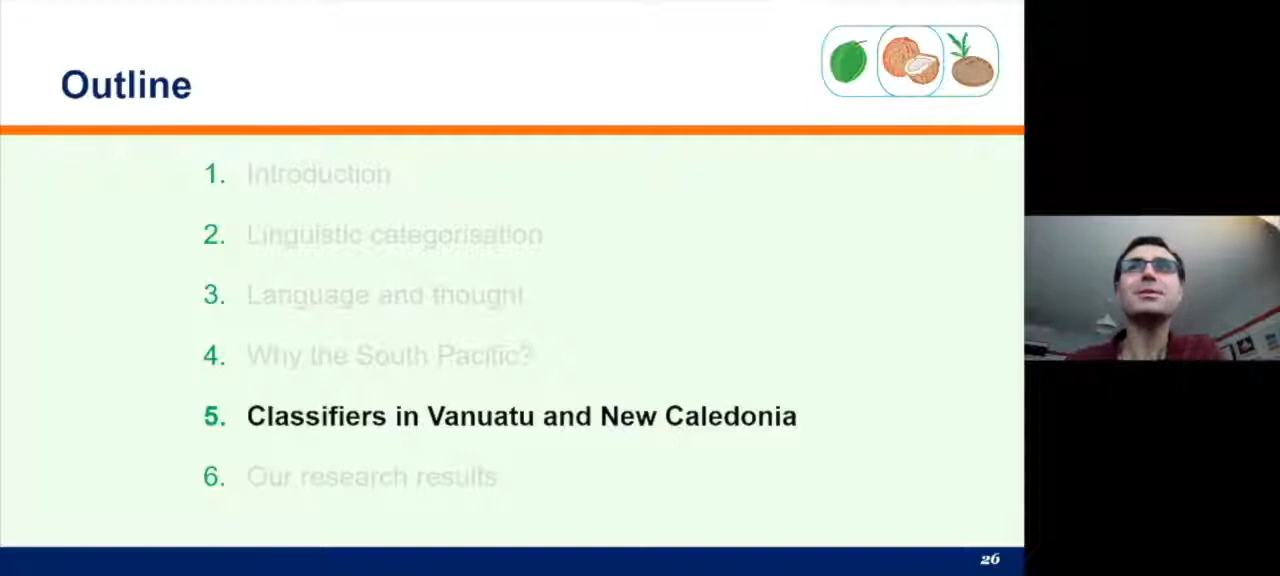 Outline
1. Introduction
2. Linguistic categorisation
3. Language and thought
4. Why the South Pacific?
5. Classifiers in Vanuatu and New Caledonia
6. Our research results
26